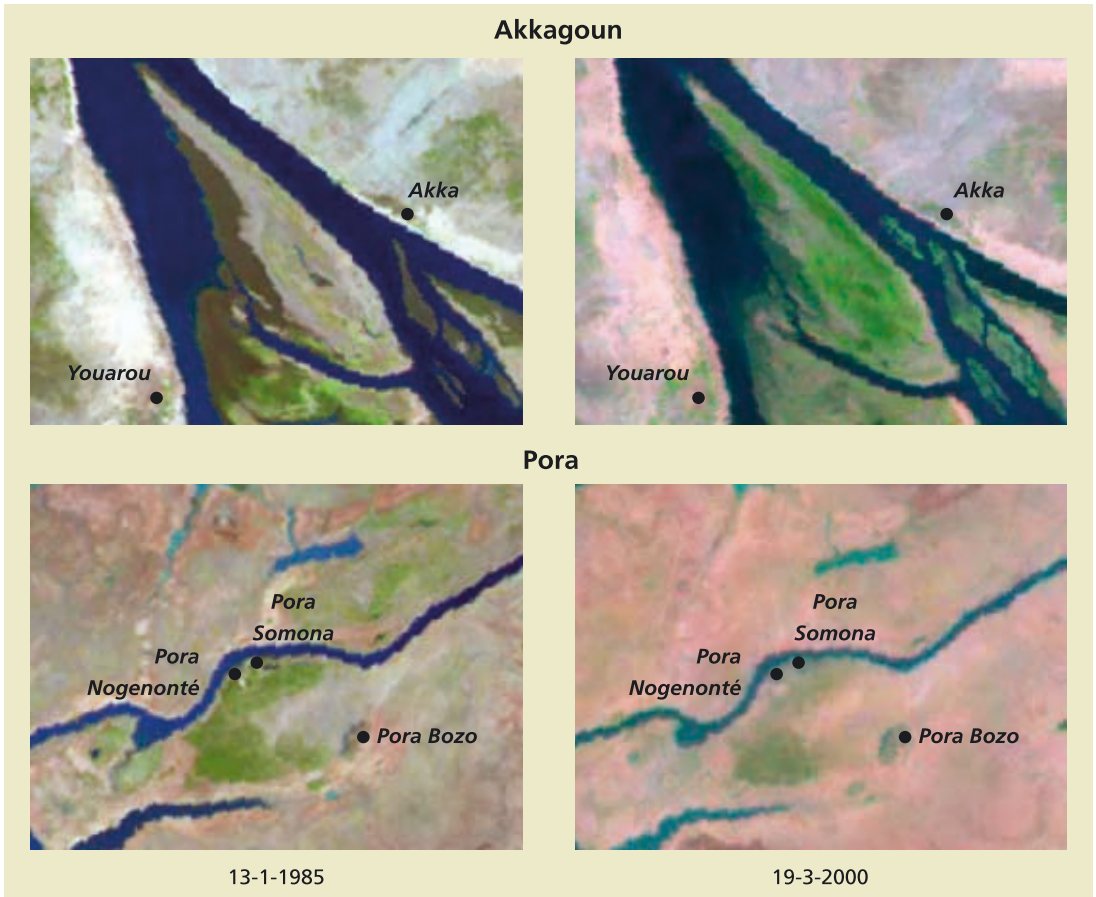 Akkagoun
Akka
Youarou
Akka
Youarou
Pora
Pora
Somona
Pora
Nogenonté
Pora Bozo
Pora
Somona
Pora
Nogenonté
Pora Bozo
13-1-1985
19-3-2000